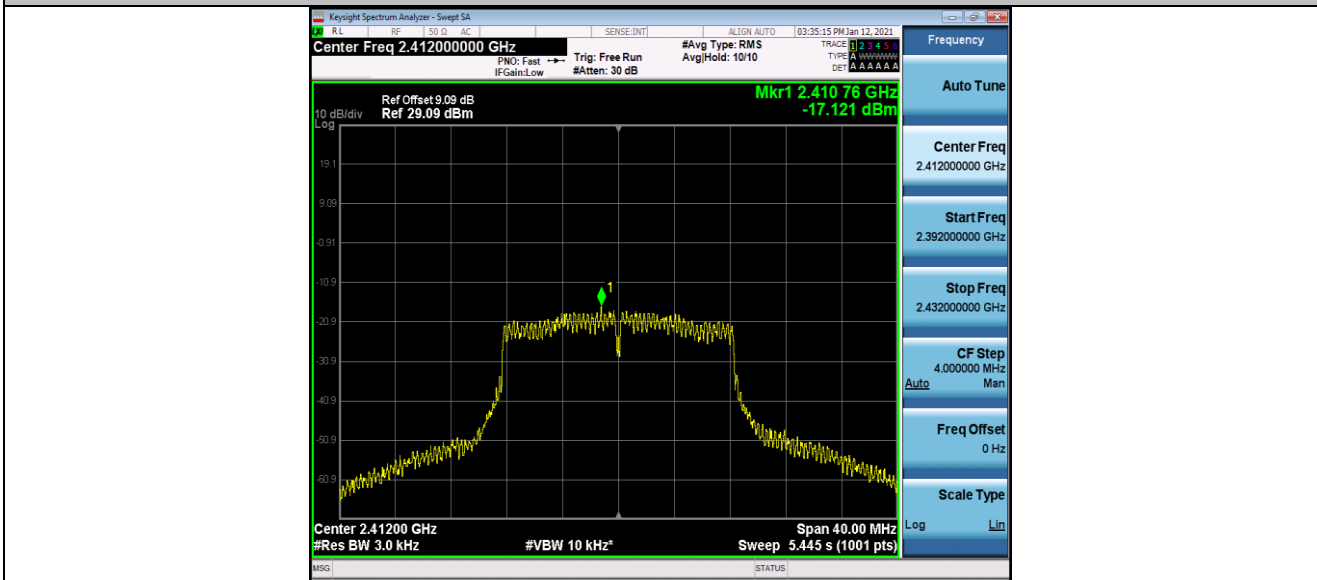 Keysight Spectrum Analyzer - Swept SA
RL RF 50 Ω AC SENSE:INT ALIGN AUTO 03:35:15 PM Jan 12, 2021
Center Freq 2.412000000 GHz
PNO: Fast
IFGain:Low
Trig: Free Run
#Atten: 30 dB
#Avg Type: RMS
Avg|Hold: 10/10
TRACE 1 2 3 4 5 6
TYPE A WWWWW
DET A A A A A A
Ref Offset 9.09 dB
Ref 29.09 dBm
10 dB/div
Log
Mkr1 2.410 76 GHz
-17.121 dBm
19.1
9.09
-0.91
-10.9
-20.9
-30.9
-40.9
-50.9
-60.9
1
Center 2.41200 GHz
Span 40.00 MHz
#Res BW 3.0 kHz
#VBW 10 kHz*
Sweep 5.445 s (1001 pts)
MSG
STATUS
Frequency
Auto Tune
Center Freq
2.412000000 GHz
Start Freq
2.392000000 GHz
Stop Freq
2.432000000 GHz
CF Step
4.000000 MHz
Auto Man
Freq Offset
0 Hz
Scale Type
Log Lin